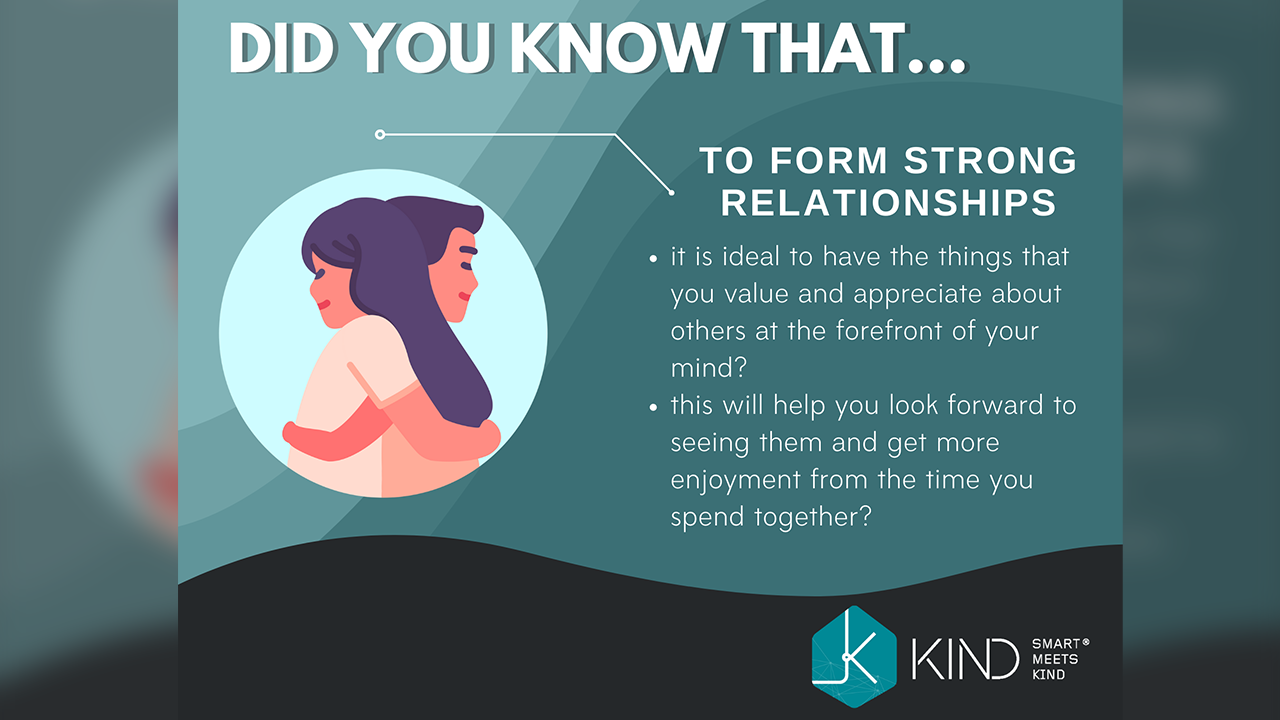 DID YOU KNOW THAT...
TO FORM STRONG
RELATIONSHIPS
• it is ideal to have the things that
you value and appreciate about
others at the forefront of your
mind?
• this will help you look forward to
seeing them and get more
enjoyment from the time you
spend together?
KIND
SMART®
MEETS
KIND